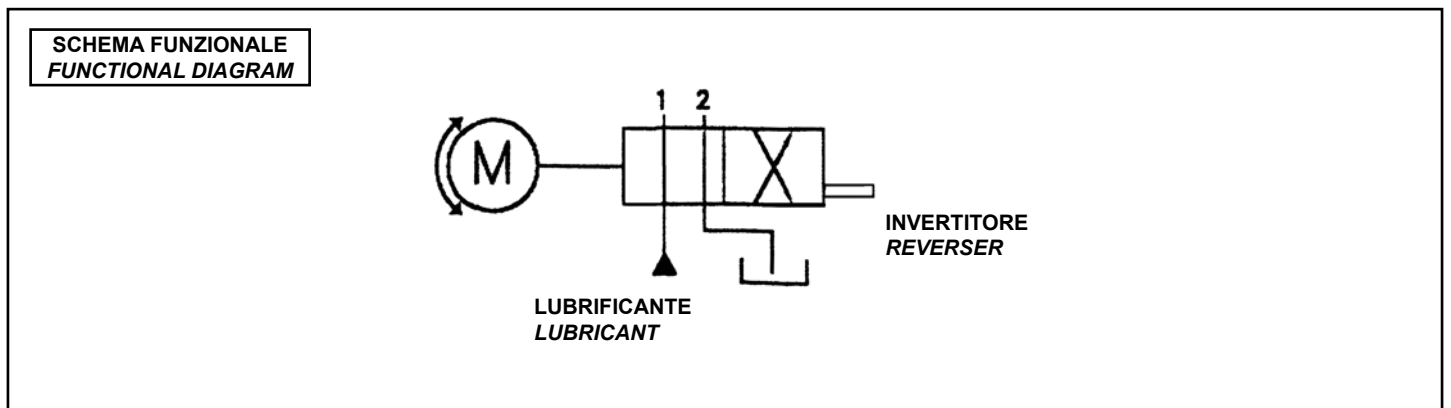 SCHEMA FUNZIONALE
FUNCTIONAL DIAGRAM
1 2
M
INVERTITORE
REVERSER
LUBRIFICANTE
LUBRICANT